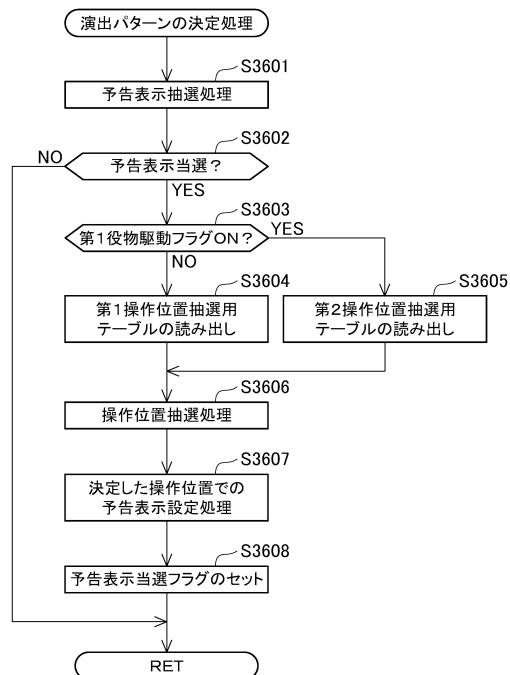 演出パターンの決定処理
S3601
予告表示抽選処理
S3602
NO
予告表示当選？
YES
S3603
第1役物駆動フラグON？
YES
NO
S3604
第1操作位置抽選用
テーブルの読み出し
S3605
第2操作位置抽選用
テーブルの読み出し
S3606
操作位置抽選処理
S3607
決定した操作位置での
予告表示設定処理
S3608
予告表示当選フラグのセット
RET